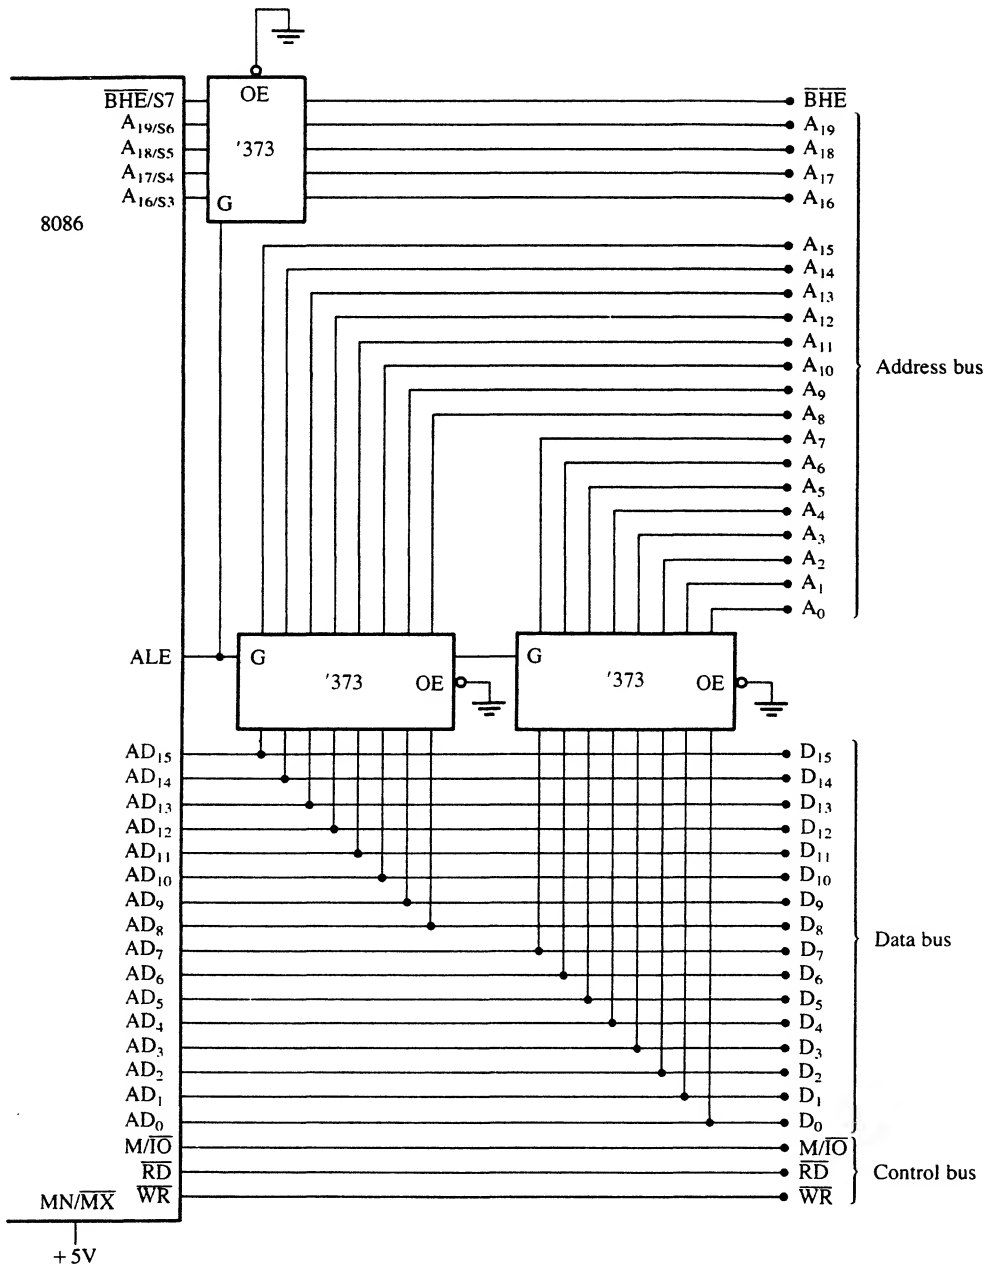 BHE/S7 OE BHE
A19/S6 A19
A18/S5 '373 A18
A17/S4 A17
A16/S3 G A16
8086
A15
A14
A13
A12
A11
A10
A9
A8
A7
A6
A5
A4
A3
A2
A1
A0
Address bus
ALE G '373 OE G '373 OE
AD15 D15
AD14 D14
AD13 D13
AD12 D12
AD11 D11
AD10 D10
AD9 D9
AD8 D8
AD7 D7
AD6 D6
AD5 D5
AD4 D4
AD3 D3
AD2 D2
AD1 D1
AD0 D0
Data bus
M/IO M/IO
RD RD
WR WR
Control bus
MN/MX
+5V